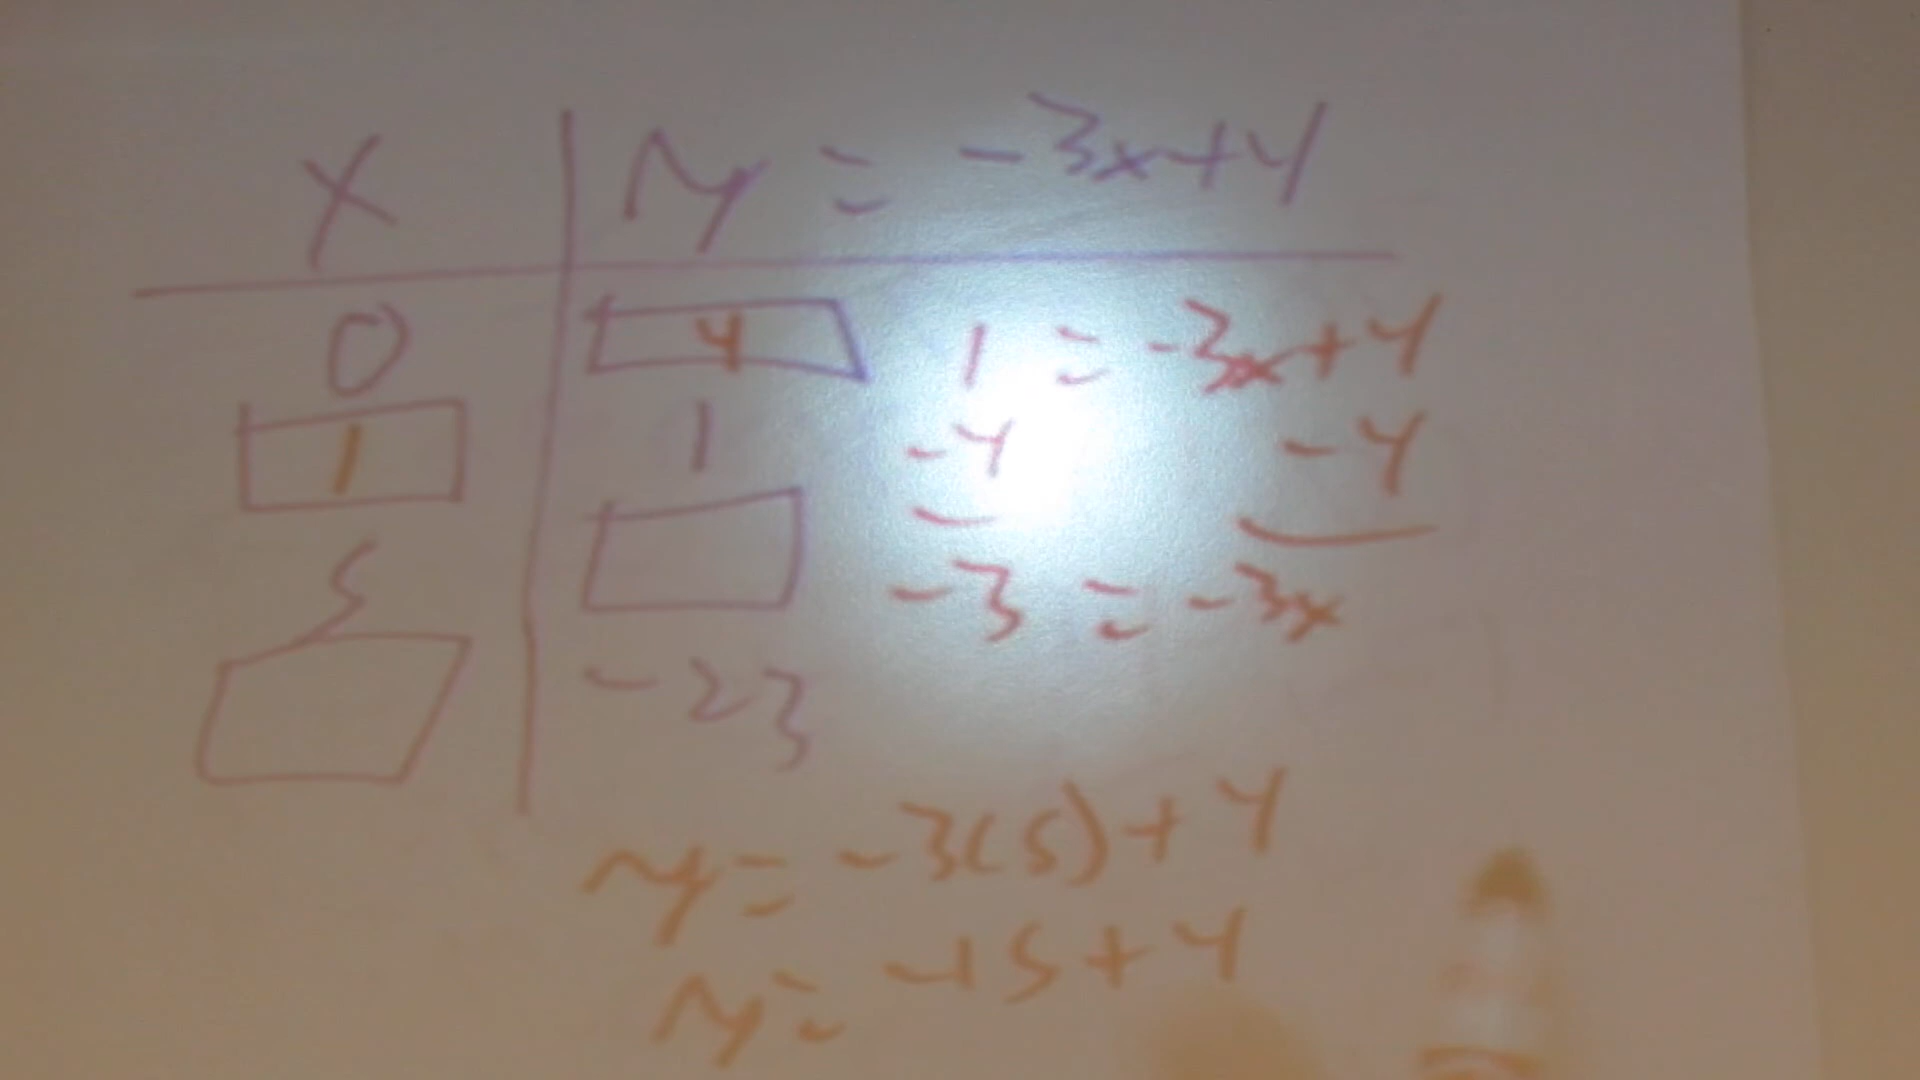 x y = -3x+4
0 4 1 = -3x+4
1 1 -4 -4
5 -3 = -3x
-23
y = -3(5)+4
y = -15+4